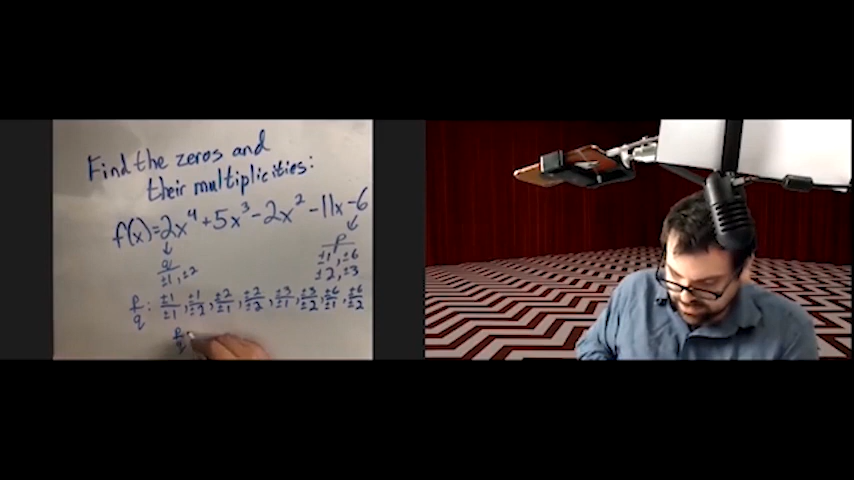 Find the zeros and
their multiplicities:
f(x)=2x⁴+5x³-2x²-11x-6
q p
±1, ±2 ±1, ±6
±2, ±3
p/q: ±1/±1, ±1/±2, ±2/±1, ±2/±2, ±3/±1, ±3/±2, ±6/±1, ±6/±2
p/q